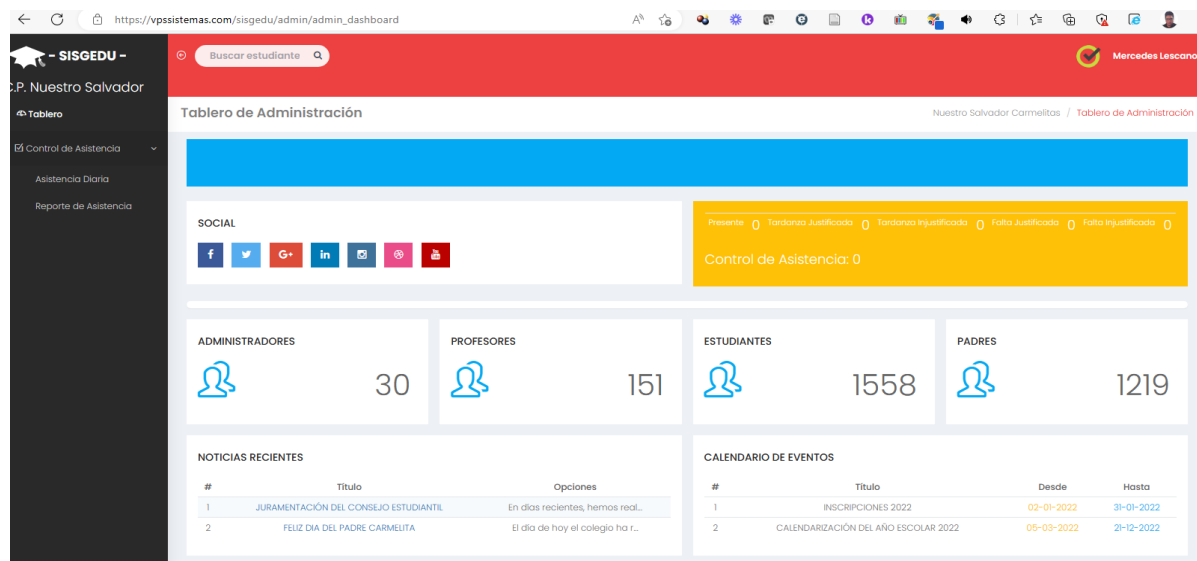 https://vpssistemas.com/sisgedu/admin/admin_dashboard
- SISGEDU -
Buscar estudiante
Mercedes Lescano
C.P. Nuestro Salvador
Tablero
Tablero de Administración
Nuestro Salvador Carmelitas / Tablero de Administración
Control de Asistencia
Asistencia Diaria
Reporte de Asistencia
SOCIAL
Presente 0 Tardanza Justificada 0 Tardanza Injustificada 0 Falta Justificada 0 Falta Injustificada 0
Control de Asistencia: 0
ADMINISTRADORES
30
PROFESORES
151
ESTUDIANTES
1558
PADRES
1219
NOTICIAS RECIENTES
# Título Opciones
1 JURAMENTACIÓN DEL CONSEJO ESTUDIANTIL En días recientes, hemos real...
2 FELIZ DIA DEL PADRE CARMELITA El día de hoy el colegio ha r...
CALENDARIO DE EVENTOS
# Título Desde Hasta
1 INSCRIPCIONES 2022 02-01-2022 31-01-2022
2 CALENDARIZACIÓN DEL AÑO ESCOLAR 2022 05-03-2022 21-12-2022